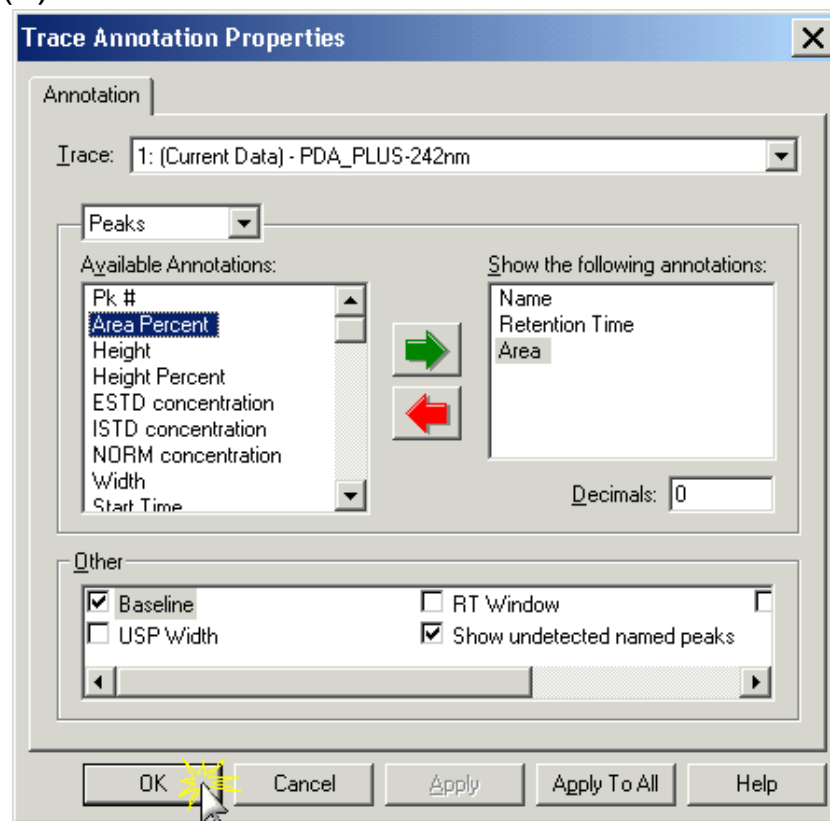 Trace Annotation Properties
Annotation
Trace: 1: (Current Data) - PDA_PLUS-242nm
Peaks
Available Annotations:
Pk #
Area Percent
Height
Height Percent
ESTD concentration
ISTD concentration
NORM concentration
Width
Start Time
Show the following annotations:
Name
Retention Time
Area
Decimals: 0
Other
Baseline
RT Window
USP Width
Show undetected named peaks
OK Cancel Apply Apply To All Help